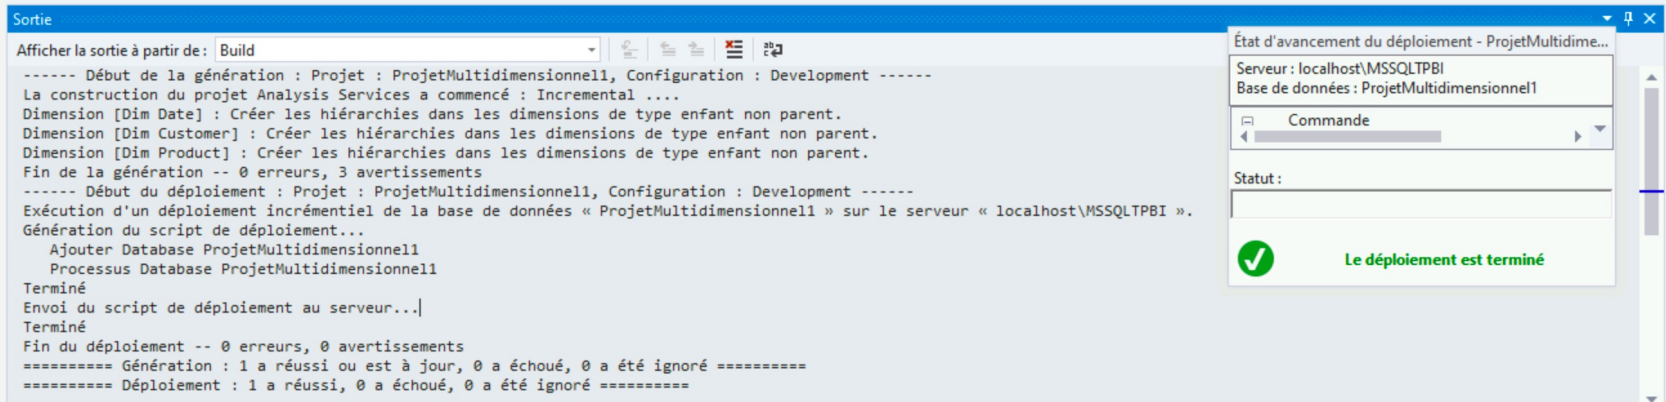 Sortie
Afficher la sortie à partir de : Build
------ Début de la génération : Projet : ProjetMultidimensionnel1, Configuration : Development ------
La construction du projet Analysis Services a commencé : Incremental ....
Dimension [Dim Date] : Créer les hiérarchies dans les dimensions de type enfant non parent.
Dimension [Dim Customer] : Créer les hiérarchies dans les dimensions de type enfant non parent.
Dimension [Dim Product] : Créer les hiérarchies dans les dimensions de type enfant non parent.
Fin de la génération -- 0 erreurs, 3 avertissements
------ Début du déploiement : Projet : ProjetMultidimensionnel1, Configuration : Development ------
Exécution d'un déploiement incrémentiel de la base de données « ProjetMultidimensionnel1 » sur le serveur « localhost\MSSQLTPBI ».
Génération du script de déploiement...
Ajouter Database ProjetMultidimensionnel1
Processus Database ProjetMultidimensionnel1
Terminé
Envoi du script de déploiement au serveur...
Terminé
Fin du déploiement -- 0 erreurs, 0 avertissements
========== Génération : 1 a réussi ou est à jour, 0 a échoué, 0 a été ignoré ==========
========== Déploiement : 1 a réussi, 0 a échoué, 0 a été ignoré ==========
État d'avancement du déploiement - ProjetMultidime...
Serveur : localhost\MSSQLTPBI
Base de données : ProjetMultidimensionnel1
Commande
Statut :
Le déploiement est terminé